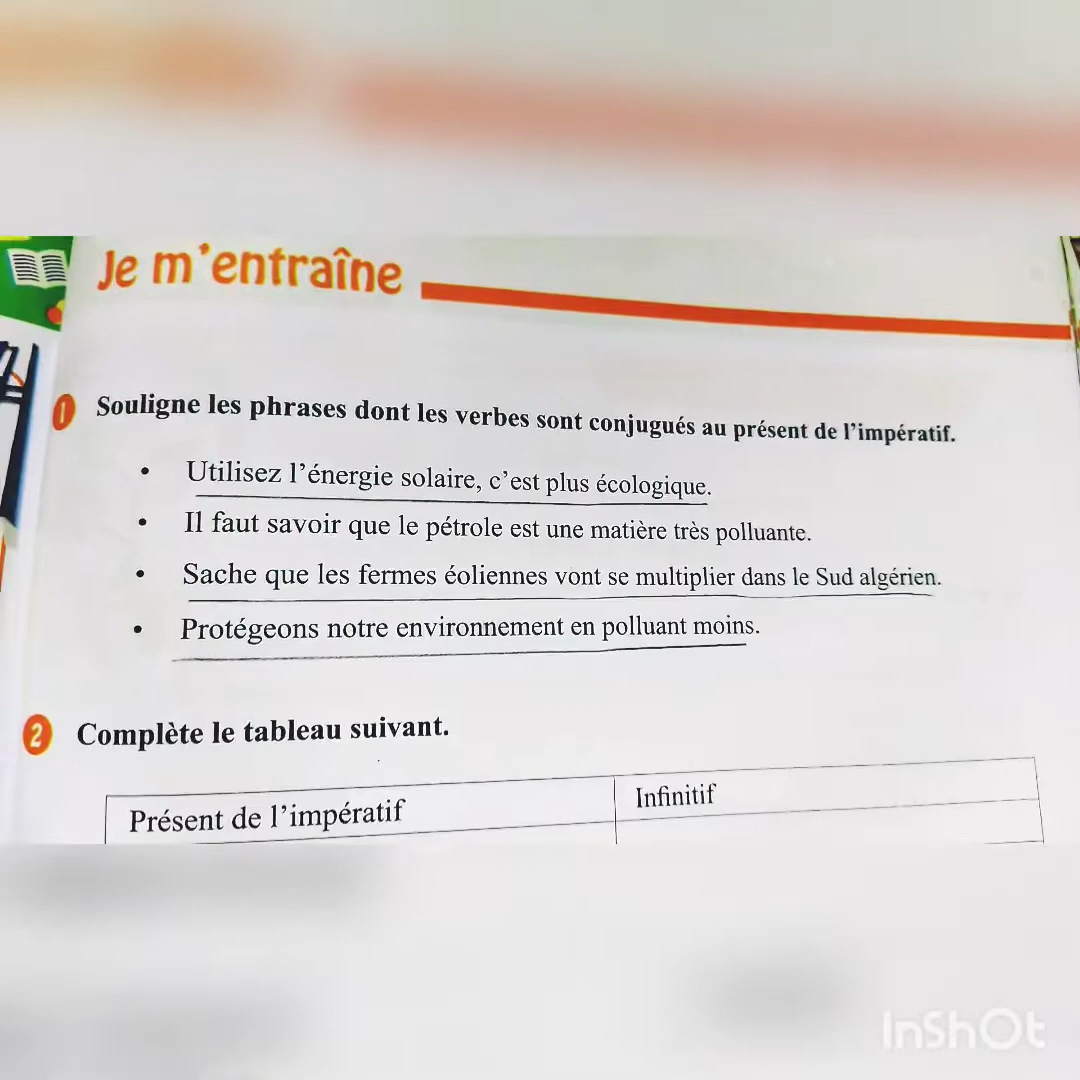 Je m'entraîne
1 Souligne les phrases dont les verbes sont conjugués au présent de l'impératif.
• Utilisez l'énergie solaire, c'est plus écologique.
• Il faut savoir que le pétrole est une matière très polluante.
• Sache que les fermes éoliennes vont se multiplier dans le Sud algérien.
• Protégeons notre environnement en polluant moins.
2 Complète le tableau suivant.
Présent de l'impératif Infinitif
InShOt